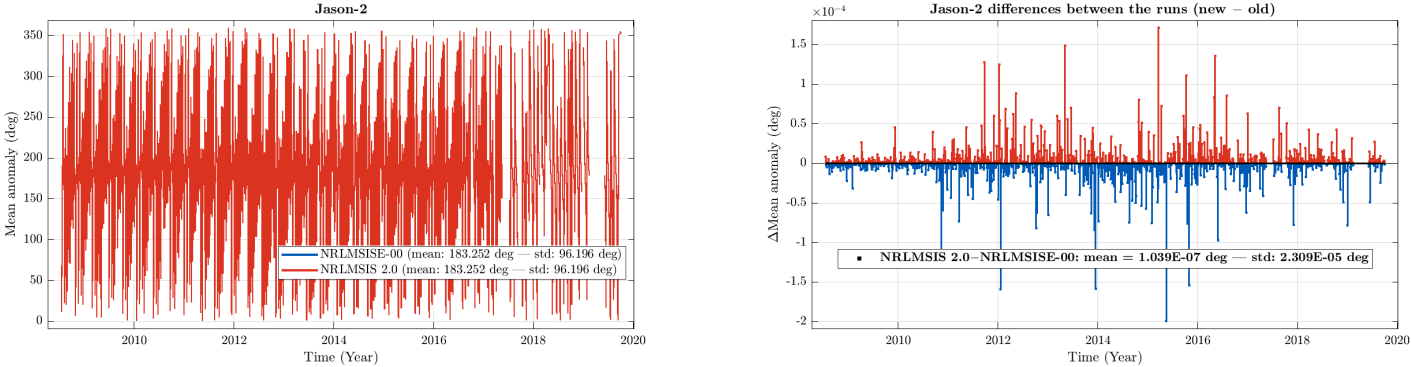 Jason-2
Mean anomaly (deg)
350
300
250
200
150
100
50
0
NRLMSISE-00 (mean: 183.252 deg — std: 96.196 deg)
NRLMSIS 2.0 (mean: 183.252 deg — std: 96.196 deg)
2010 2012 2014 2016 2018 2020
Time (Year)
×10⁻⁴
Jason-2 differences between the runs (new − old)
ΔMean anomaly (deg)
1.5
1
0.5
0
-0.5
-1
-1.5
-2
NRLMSIS 2.0−NRLMSISE-00: mean = 1.039E-07 deg — std: 2.309E-05 deg
2010 2012 2014 2016 2018 2020
Time (Year)